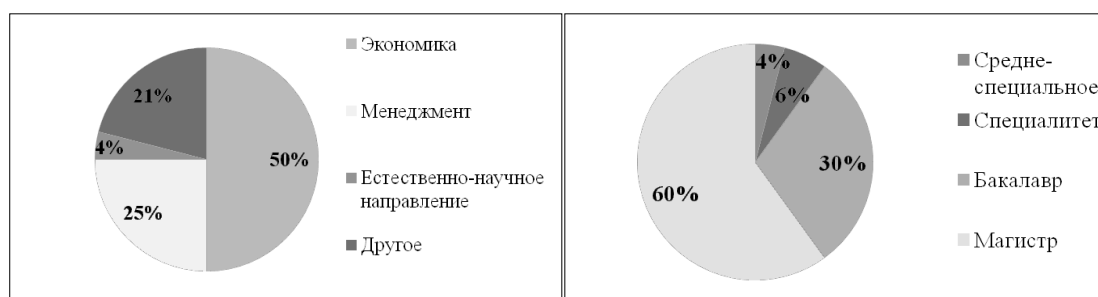 50%
25%
4%
21%
Экономика
Менеджмент
Естественно-научное
направление
Другое
4%
6%
30%
60%
Средне-
специальное
Специалитет
Бакалавр
Магистр